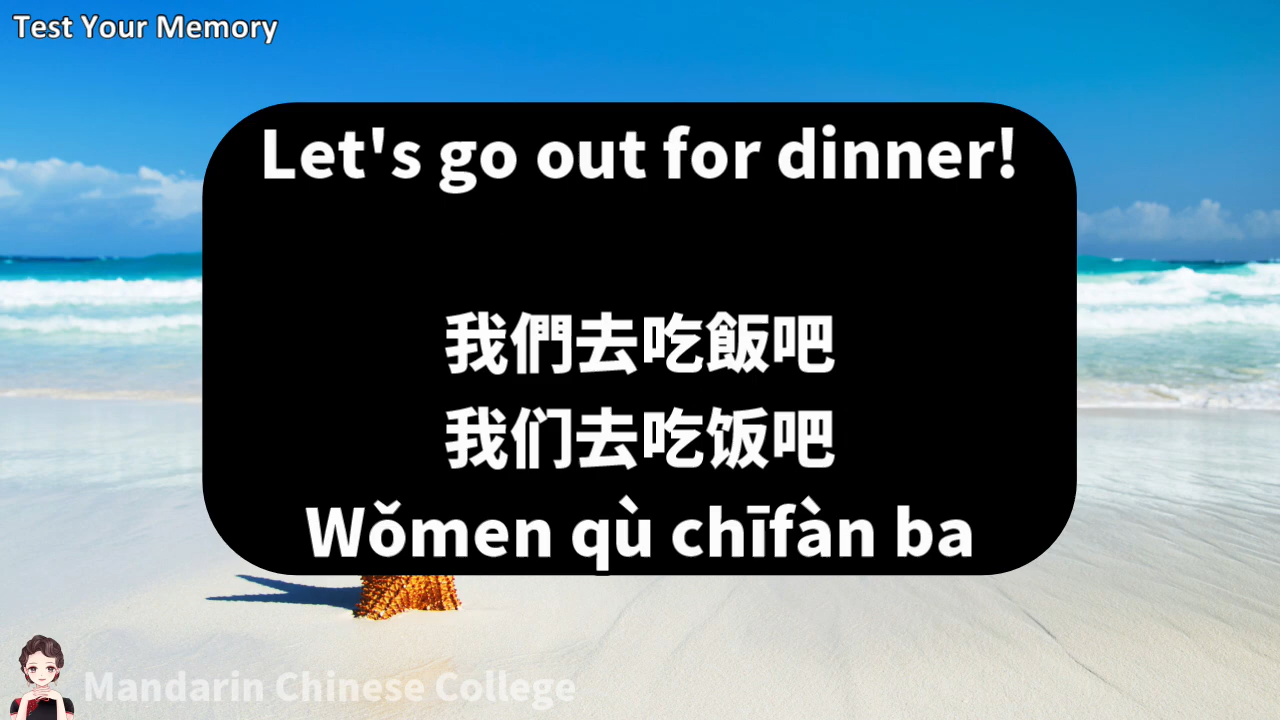 Test Your Memory
Let's go out for dinner!
我們去吃飯吧
我们去吃饭吧
Wǒmen qù chīfàn ba
Mandarin Chinese College